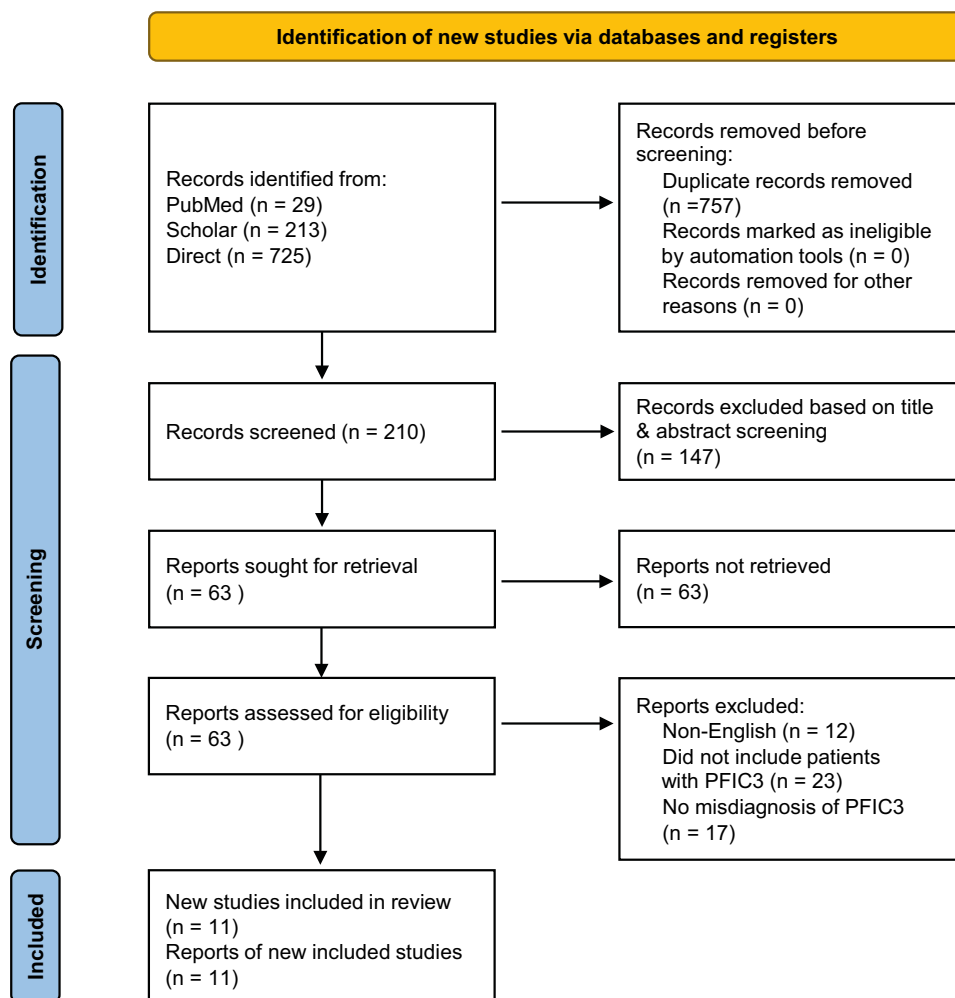 Identification of new studies via databases and registers
Identification
Records identified from:
PubMed (n = 29)
Scholar (n = 213)
Direct (n = 725)
Records removed before
screening:
Duplicate records removed
(n =757)
Records marked as ineligible
by automation tools (n = 0)
Records removed for other
reasons (n = 0)
Screening
Records screened (n = 210)
Records excluded based on title
& abstract screening
(n = 147)
Reports sought for retrieval
(n = 63 )
Reports not retrieved
(n = 63)
Reports assessed for eligibility
(n = 63 )
Reports excluded:
Non-English (n = 12)
Did not include patients
with PFIC3 (n = 23)
No misdiagnosis of PFIC3
(n = 17)
Included
New studies included in review
(n = 11)
Reports of new included studies
(n = 11)